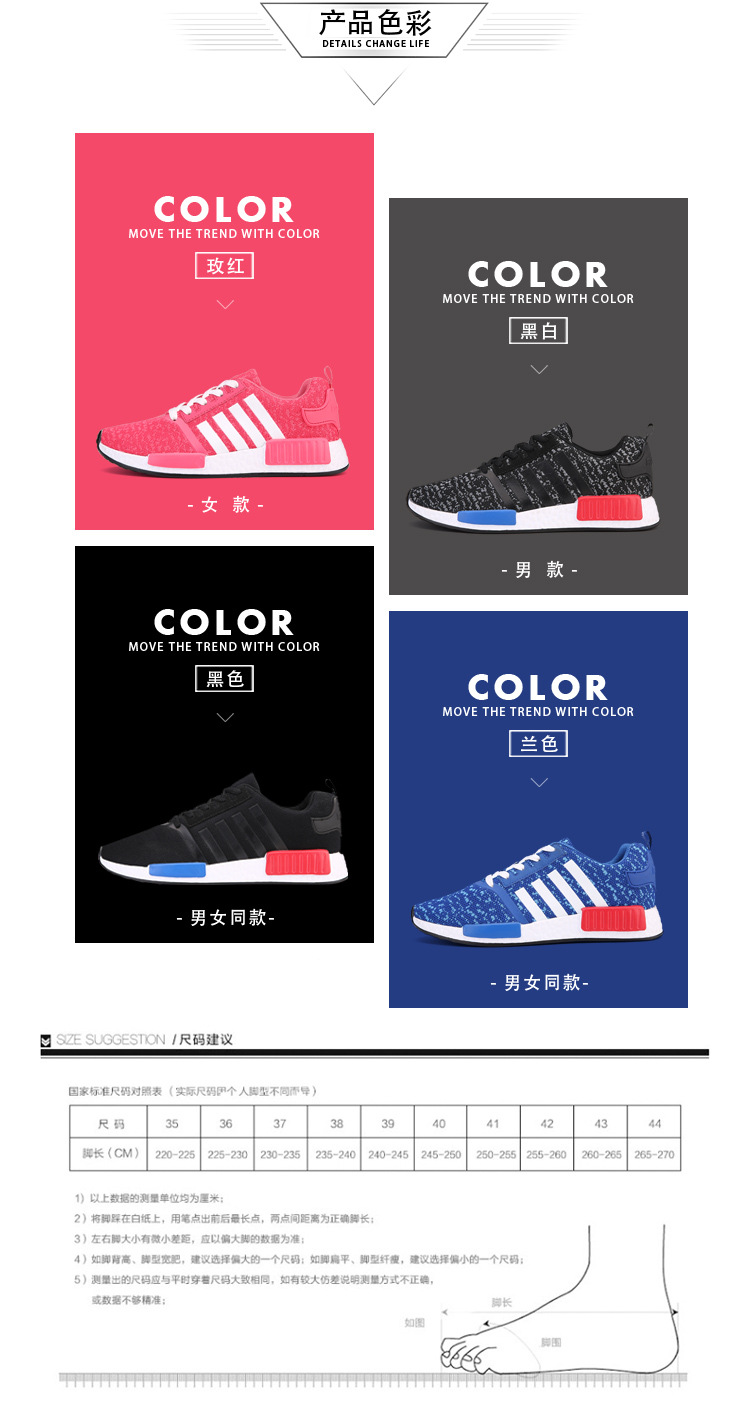 产品色彩
DETAILS CHANGE LIFE
COLOR
MOVE THE TREND WITH COLOR
玫红
- 女 款 -
COLOR
MOVE THE TREND WITH COLOR
黑白
- 男 款 -
COLOR
MOVE THE TREND WITH COLOR
黑色
- 男女同款-
COLOR
MOVE THE TREND WITH COLOR
兰色
- 男女同款-
SIZE SUGGESTION /尺码建议
国家标准尺码对照表（实际尺码因个人脚型不同而异）
尺 码 35 36 37 38 39 40 41 42 43 44
脚长（CM） 220-225 225-230 230-235 235-240 240-245 245-250 250-255 255-260 260-265 265-270
1）以上数据的测量单位均为厘米；
2）将脚踩在白纸上，用笔点出前后最长点，两点间距离为正确脚长；
3）左右脚大小有微小差距，应以偏大脚的数据为准；
4）如脚背高、脚型宽肥，建议选择偏大的一个尺码；如脚扁平、脚型纤瘦，建议选择偏小的一个尺码；
5）测量出的尺码应与平时穿着尺码大致相同，如有较大仿差说明测量方式不正确，
或数据不够精准；
脚长
如图
脚围